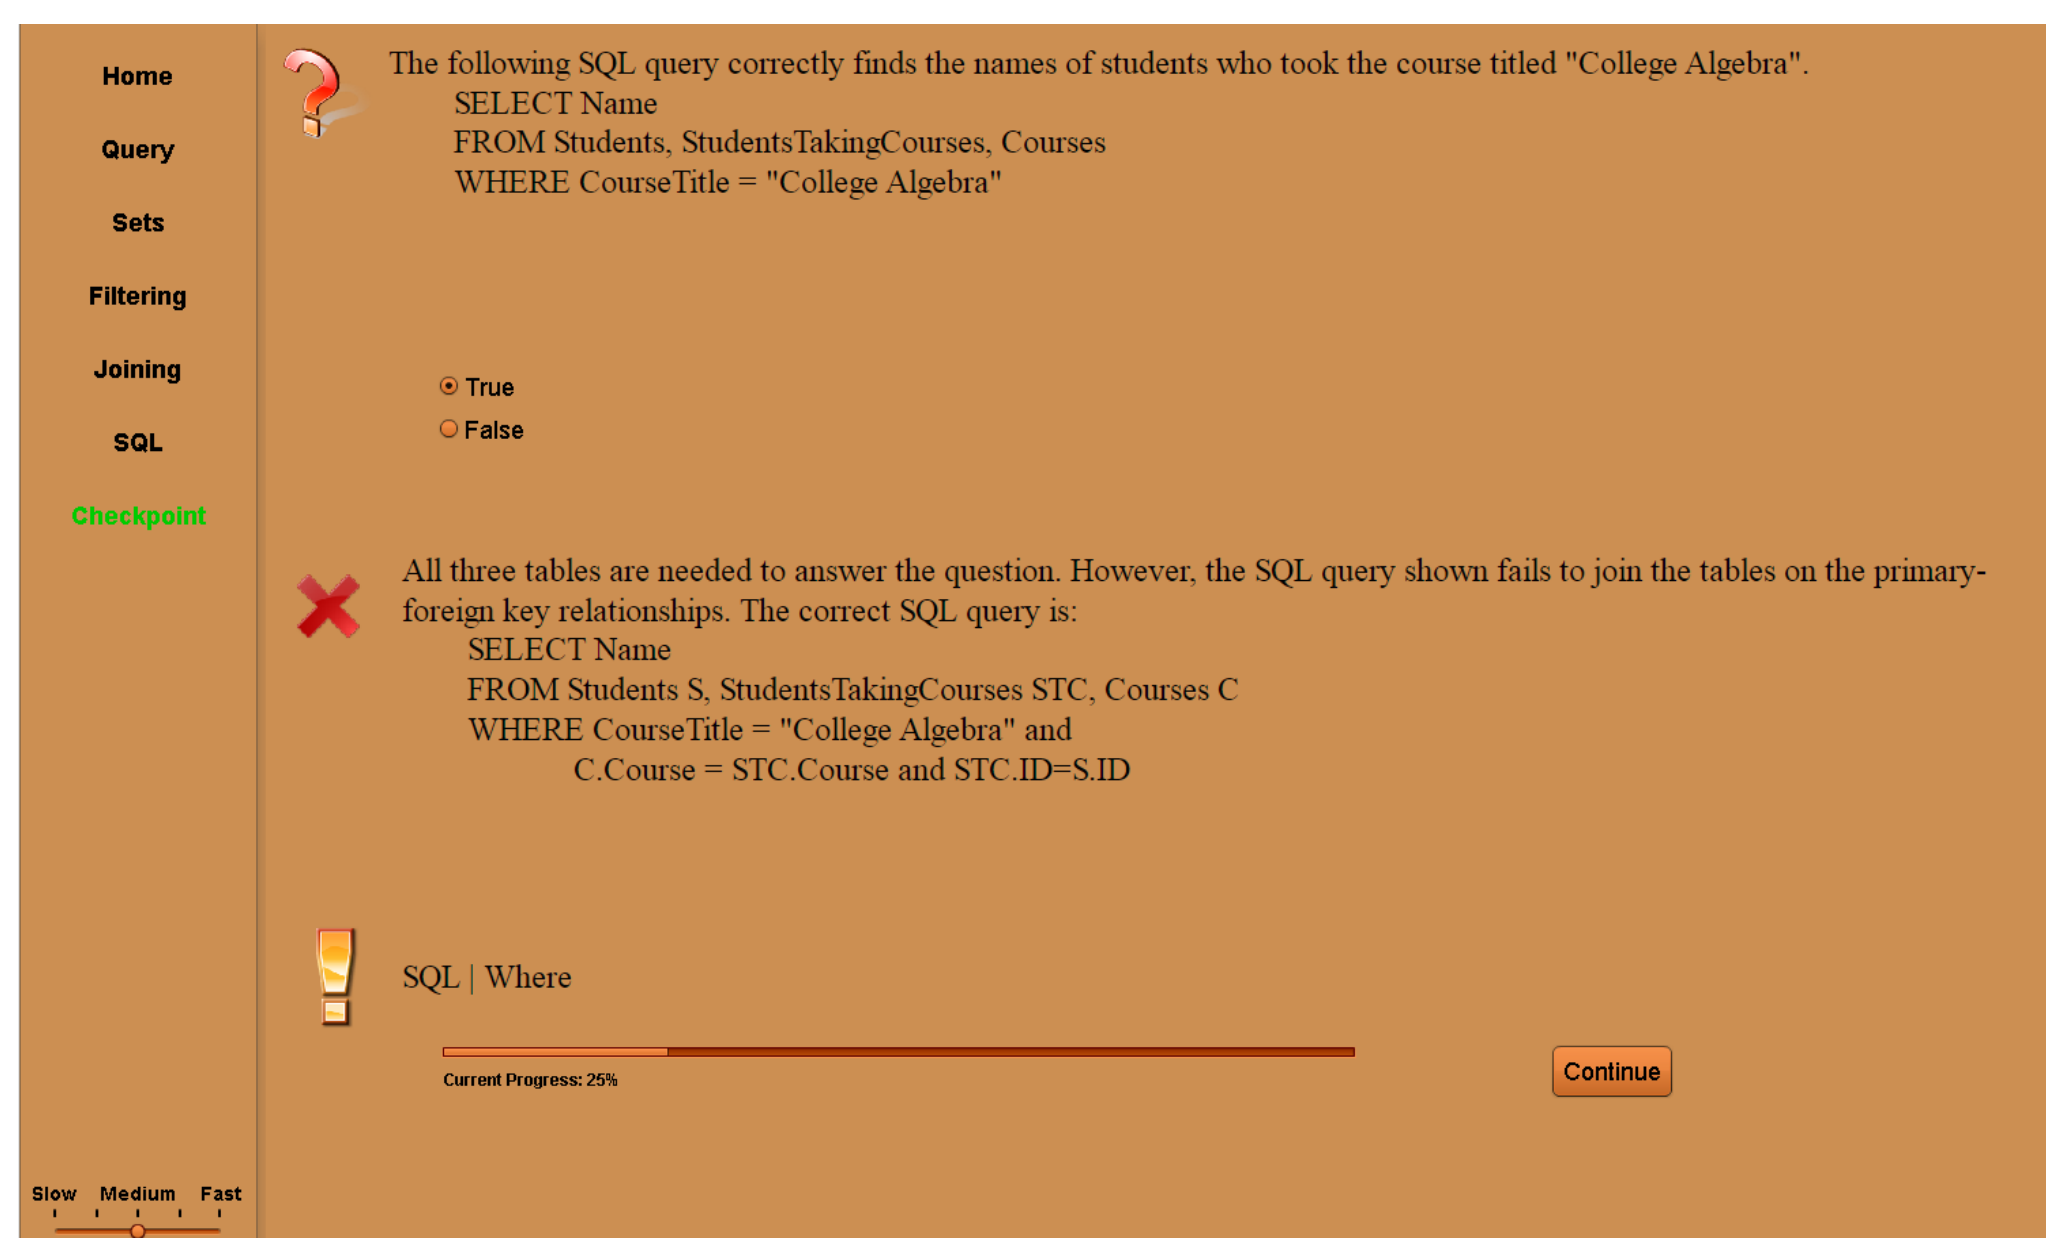 Home
Query
Sets
Filtering
Joining
SQL
Checkpoint
The following SQL query correctly finds the names of students who took the course titled "College Algebra".
SELECT Name
FROM Students, StudentsTakingCourses, Courses
WHERE CourseTitle = "College Algebra"
True
False
All three tables are needed to answer the question. However, the SQL query shown fails to join the tables on the primary-
foreign key relationships. The correct SQL query is:
SELECT Name
FROM Students S, StudentsTakingCourses STC, Courses C
WHERE CourseTitle = "College Algebra" and
C.Course = STC.Course and STC.ID=S.ID
SQL | Where
Current Progress: 25%
Continue
Slow Medium Fast